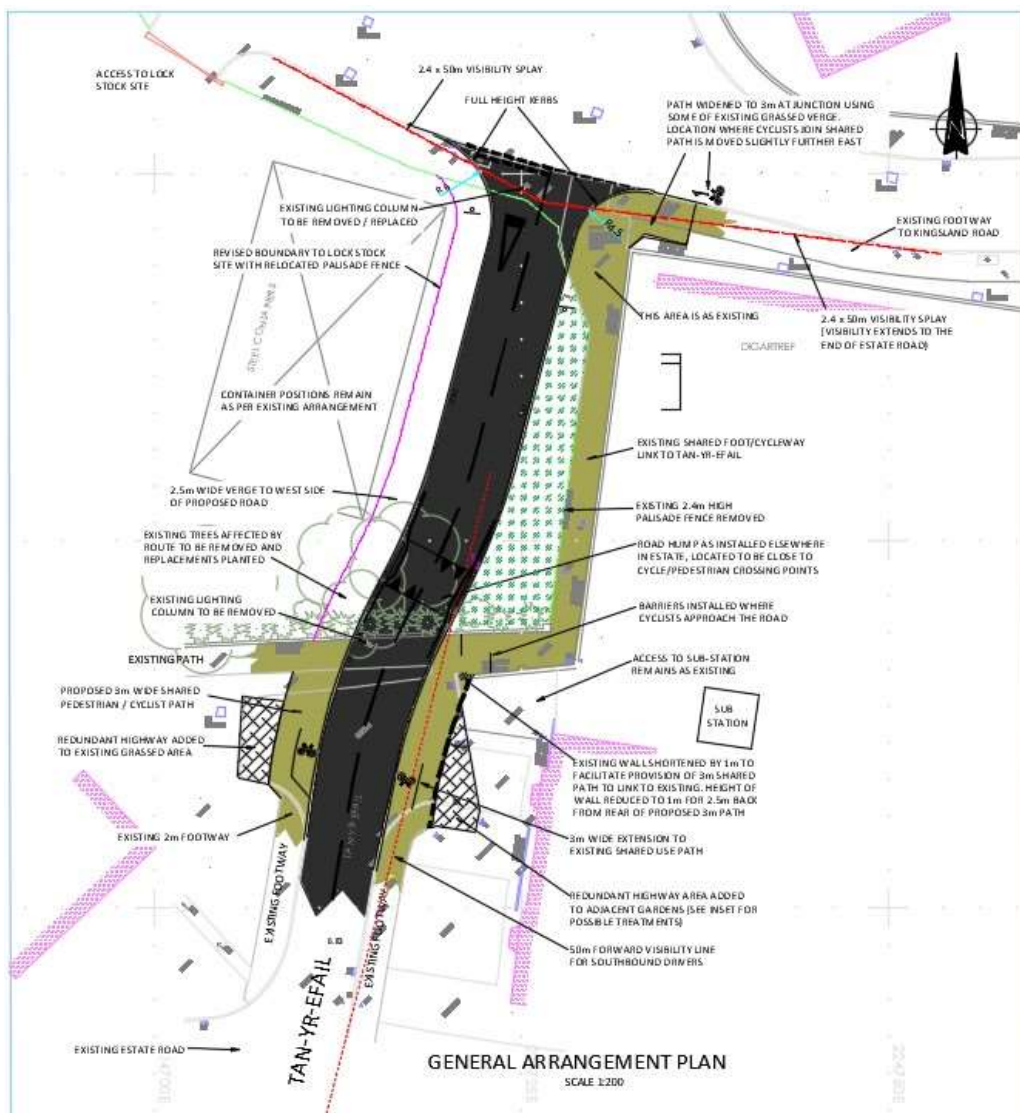 ACCESS TO LOCK
STOCK SITE
2.4 x 50m VISIBILITY SPLAY
FULL HEIGHT KERBS
PATH WIDENED TO 3m AT JUNCTION USING
SOME OF EXISTING GRASSED VERGE.
LOCATION WHERE CYCLISTS JOIN SHARED
PATH IS MOVED SLIGHTLY FURTHER EAST
EXISTING LIGHTING COLUMN
TO BE REMOVED / REPLACED
EXISTING FOOTWAY
TO KINGSLAND ROAD
REVISED BOUNDARY TO LOCK STOCK
SITE WITH RELOCATED PALISADE FENCE
STEEL CONTAINERS
THIS AREA IS AS EXISTING
2.4 x 50m VISIBILITY SPLAY
(VISIBILITY EXTENDS TO THE
END OF ESTATE ROAD)
DIGARTREF
CONTAINER POSITIONS REMAIN
AS PER EXISTING ARRANGEMENT
EXISTING SHARED FOOT/CYCLEWAY
LINK TO TAN-YR-EFAIL
2.5m WIDE VERGE TO WEST SIDE
OF PROPOSED ROAD
EXISTING 2.4m HIGH
PALISADE FENCE REMOVED
EXISTING TREES AFFECTED BY
ROUTE TO BE REMOVED AND
REPLACEMENTS PLANTED
ROAD HUMP AS INSTALLED ELSEWHERE
IN ESTATE, LOCATED TO BE CLOSE TO
CYCLE/PEDESTRIAN CROSSING POINTS
EXISTING LIGHTING
COLUMN TO BE REMOVED
BARRIERS INSTALLED WHERE
CYCLISTS APPROACH THE ROAD
EXISTING PATH
ACCESS TO SUB-STATION
REMAINS AS EXISTING
PROPOSED 3m WIDE SHARED
PEDESTRIAN / CYCLIST PATH
SUB
STATION
REDUNDANT HIGHWAY ADDED
TO EXISTING GRASSED AREA
EXISTING WALL SHORTENED BY 1m TO
FACILITATE PROVISION OF 3m SHARED
PATH TO LINK TO EXISTING. HEIGHT OF
WALL REDUCED TO 1m FOR 2.5m BACK
FROM REAR OF PROPOSED 3m PATH
TAN-YR-EFAIL
EXISTING 2m FOOTWAY
3m WIDE EXTENSION TO
EXISTING SHARED USE PATH
EXISTING FOOTWAY
EXISTING FOOTWAY
REDUNDANT HIGHWAY AREA ADDED
TO ADJACENT GARDENS (SEE INSET FOR
POSSIBLE TREATMENTS)
50m FORWARD VISIBILITY LINE
FOR SOUTHBOUND DRIVERS
TAN-YR-EFAIL
EXISTING ESTATE ROAD
GENERAL ARRANGEMENT PLAN
SCALE 1:200